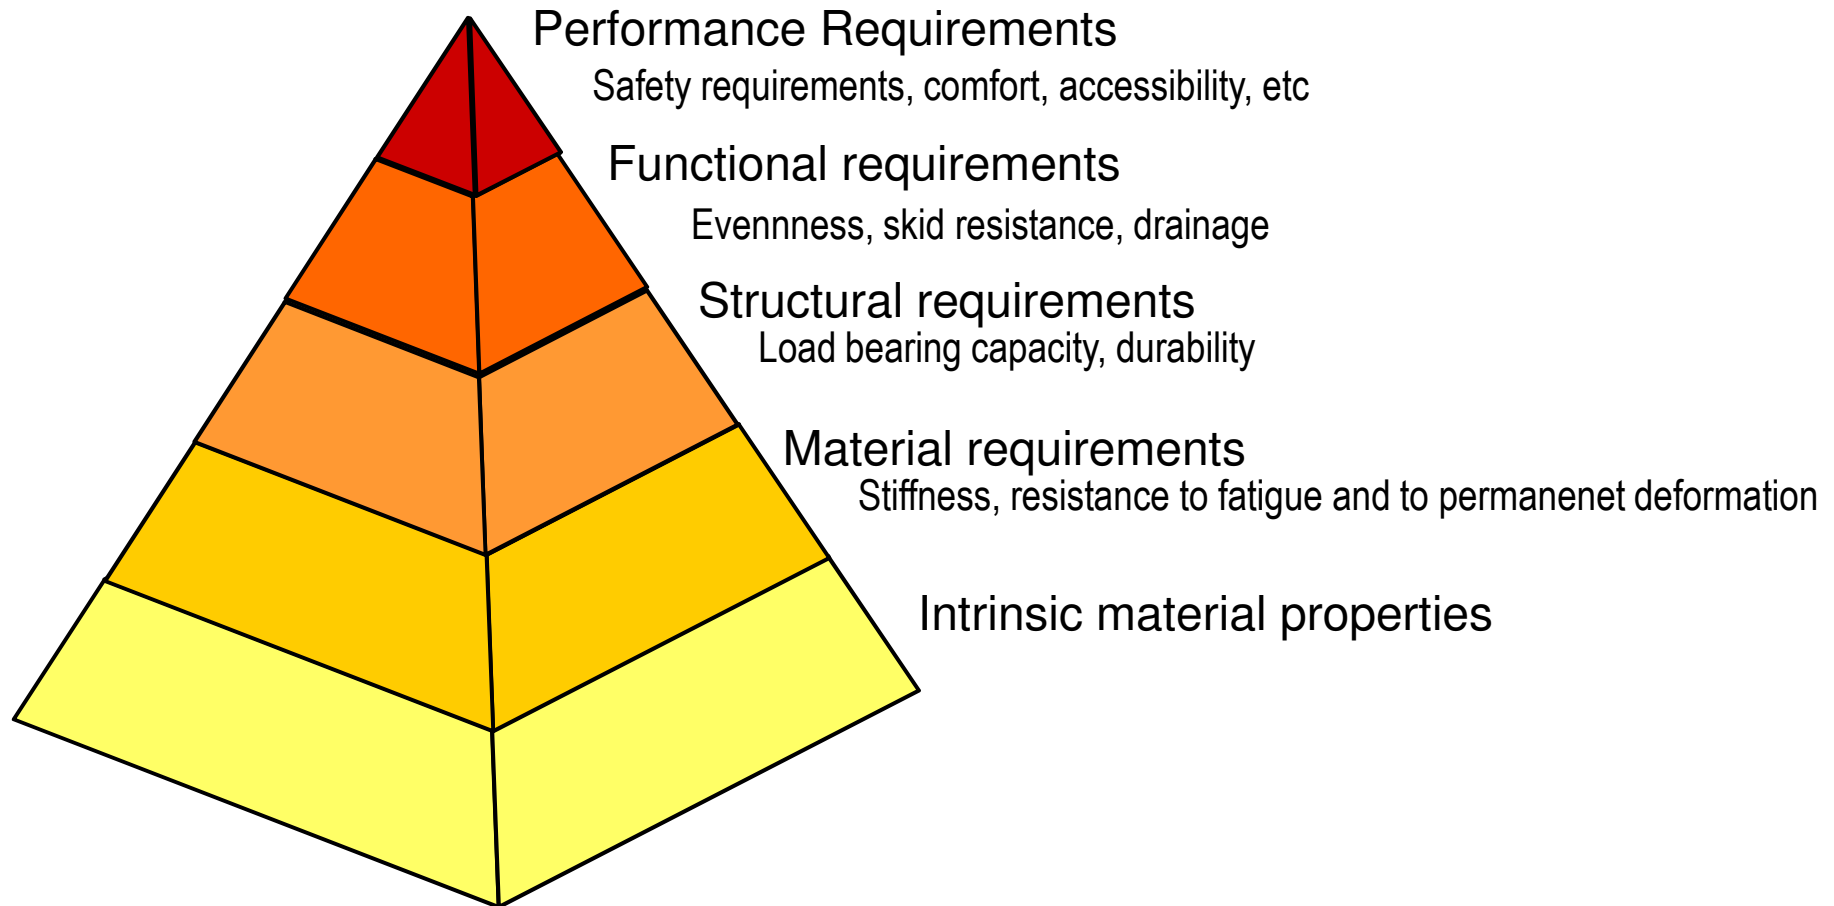 Performance Requirements
Safety requirements, comfort, accessibility, etc
Functional requirements
Evennness, skid resistance, drainage
Structural requirements
Load bearing capacity, durability
Material requirements
Stiffness, resistance to fatigue and to permanenet deformation
Intrinsic material properties